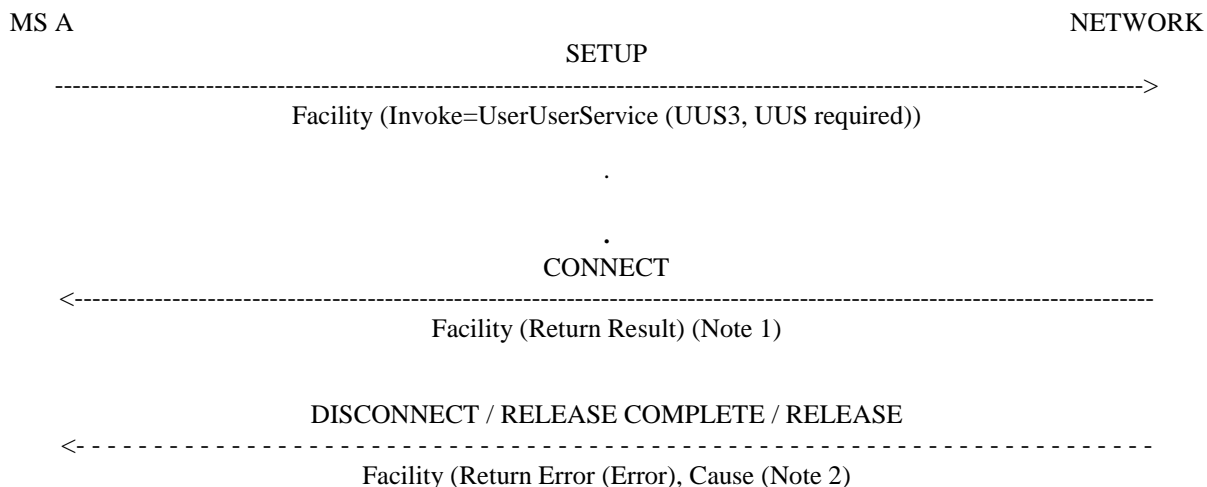 MS A NETWORK
SETUP
------------------------------------------------------------------------------------------------------------------------>
Facility (Invoke=UserUserService (UUS3, UUS required))
.
.
CONNECT
<-----------------------------------------------------------------------------------------------------------------------
Facility (Return Result) (Note 1)
DISCONNECT / RELEASE COMPLETE / RELEASE
<- - - - - - - - - - - - - - - - - - - - - - - - - - - - - - - - - - - - - - - - - - - - - - - - - - - - - - - - - - - -
Facility (Return Error (Error), Cause (Note 2)